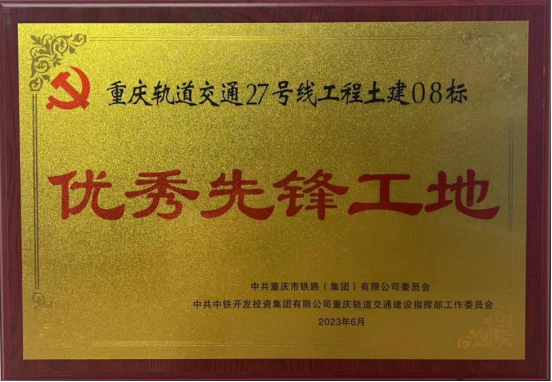 重庆轨道交通27号线工程土建08标
优秀先锋工地
中共重庆市铁路（集团）有限公司委员会
中共中铁开发投资集团有限公司重庆轨道交通建设指挥部工作委员会
2023年6月